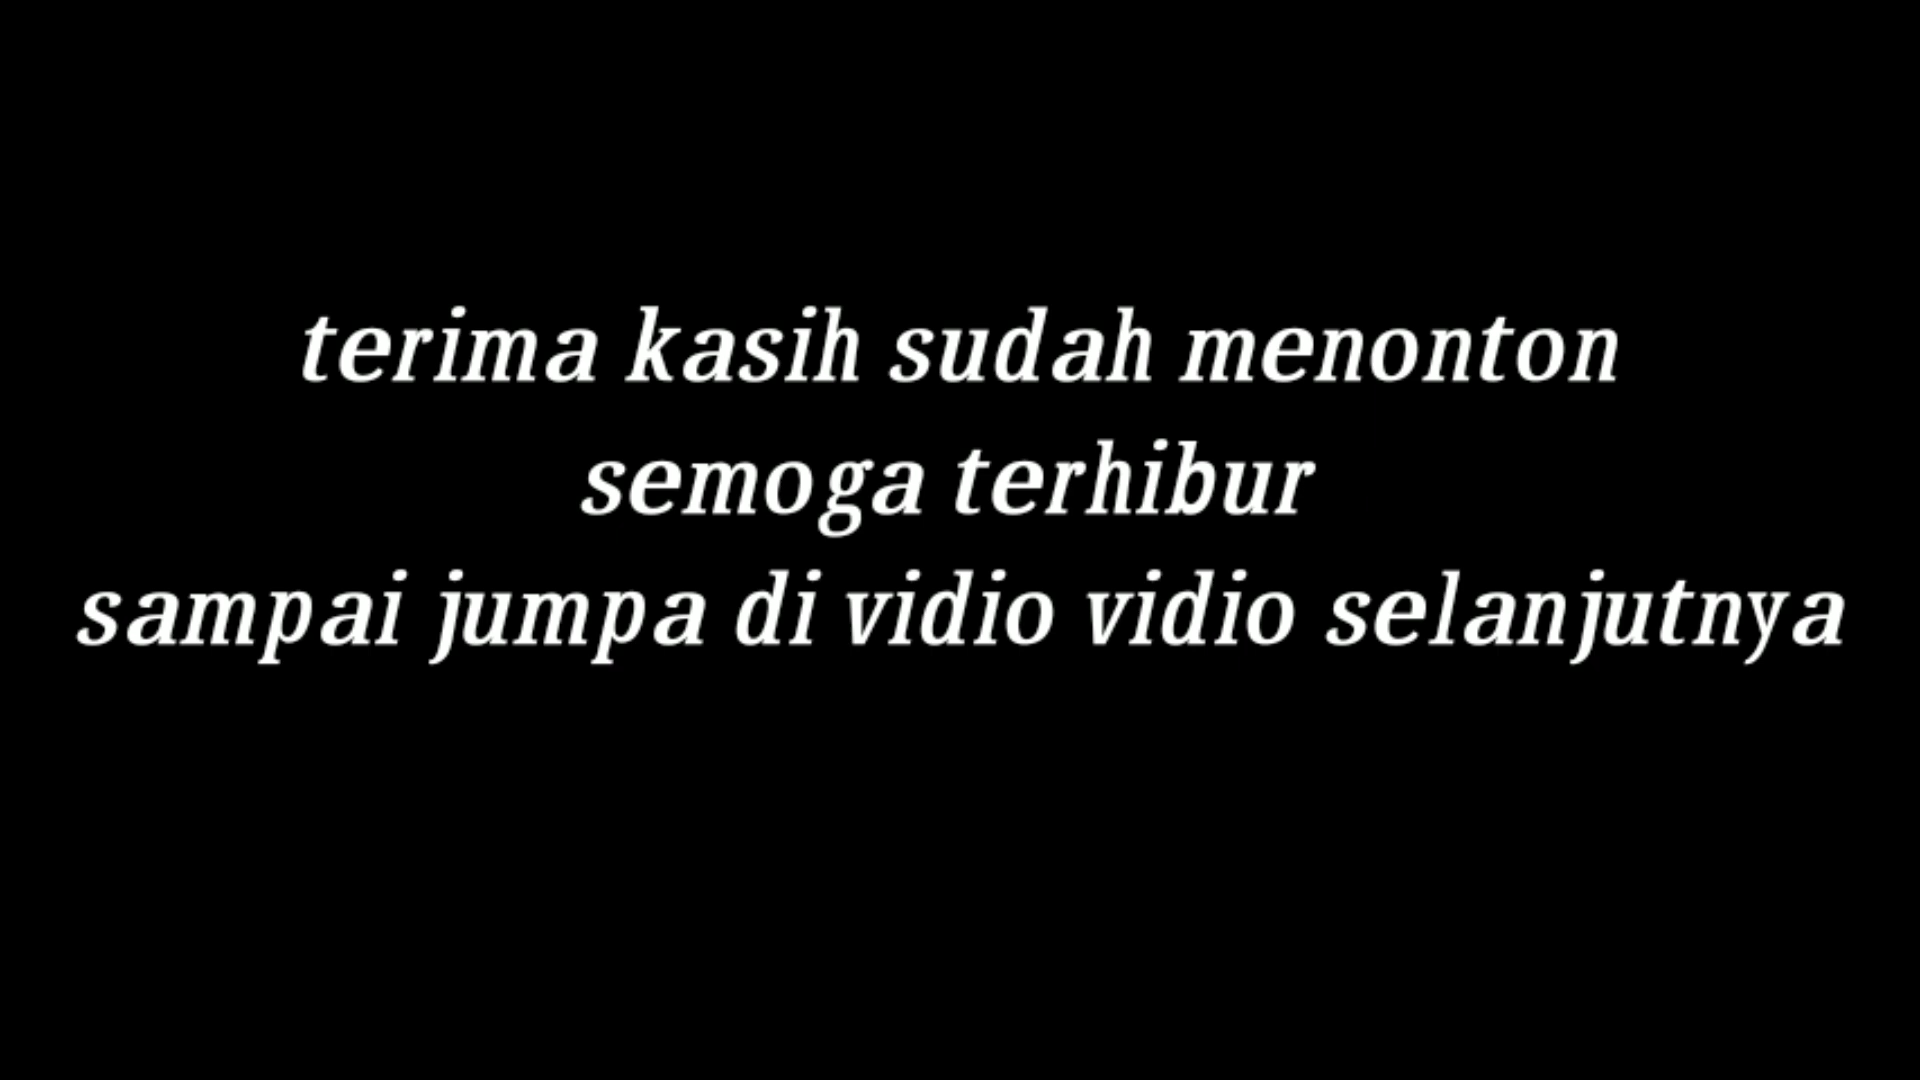 terima kasih sudah menonton
semoga terhibur
sampai jumpa di vidio vidio selanjutnya